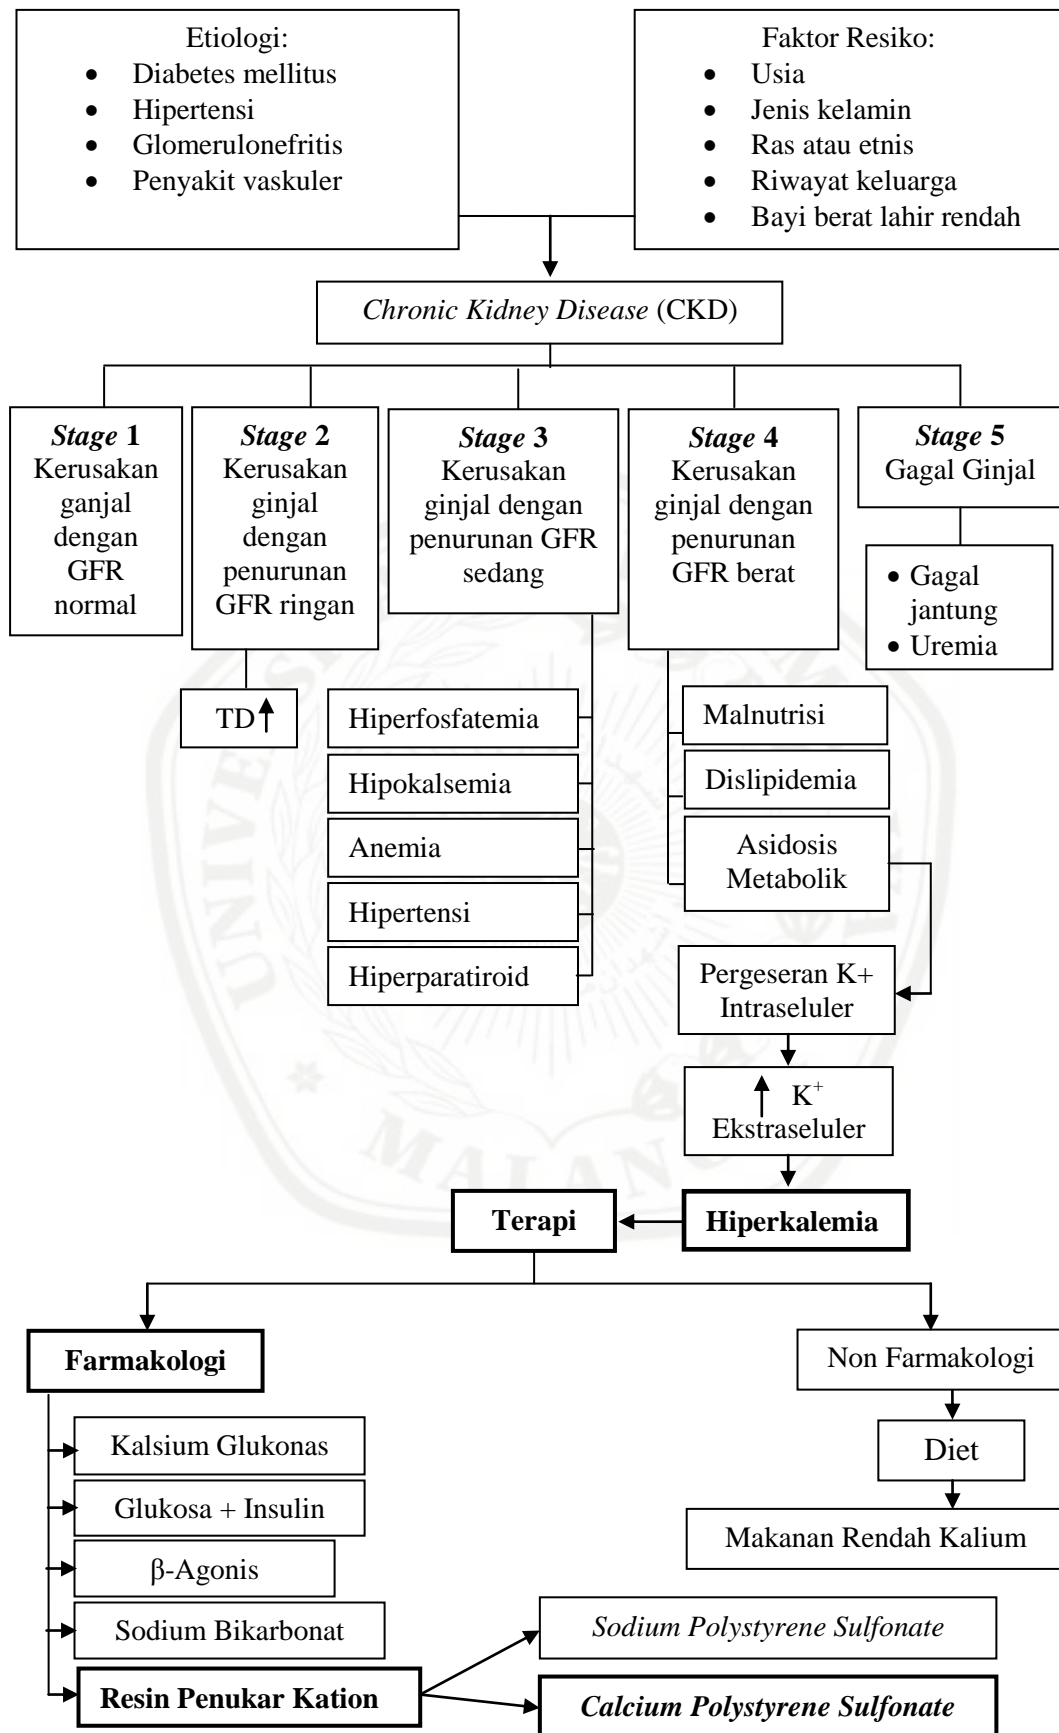 Etiologi:
• Diabetes mellitus
• Hipertensi
• Glomerulonefritis
• Penyakit vaskuler
Faktor Resiko:
• Usia
• Jenis kelamin
• Ras atau etnis
• Riwayat keluarga
• Bayi berat lahir rendah
Chronic Kidney Disease (CKD)
Stage 1
Kerusakan
ganjal
dengan
GFR
normal
Stage 2
Kerusakan
ginjal
dengan
penurunan
GFR ringan
Stage 3
Kerusakan
ginjal dengan
penurunan GFR
sedang
Stage 4
Kerusakan
ginjal dengan
penurunan
GFR berat
Stage 5
Gagal Ginjal
• Gagal
jantung
• Uremia
TD↑
Hiperfosfatemia
Hipokalsemia
Anemia
Hipertensi
Hiperparatiroid
Malnutrisi
Dislipidemia
Asidosis
Metabolik
Pergeseran K+
Intraseluler
↑ K⁺
Ekstraseluler
Hiperkalemia
Terapi
Farmakologi
Kalsium Glukonas
Glukosa + Insulin
β-Agonis
Sodium Bikarbonat
Resin Penukar Kation
Non Farmakologi
Diet
Makanan Rendah Kalium
Sodium Polystyrene Sulfonate
Calcium Polystyrene Sulfonate
MALANG